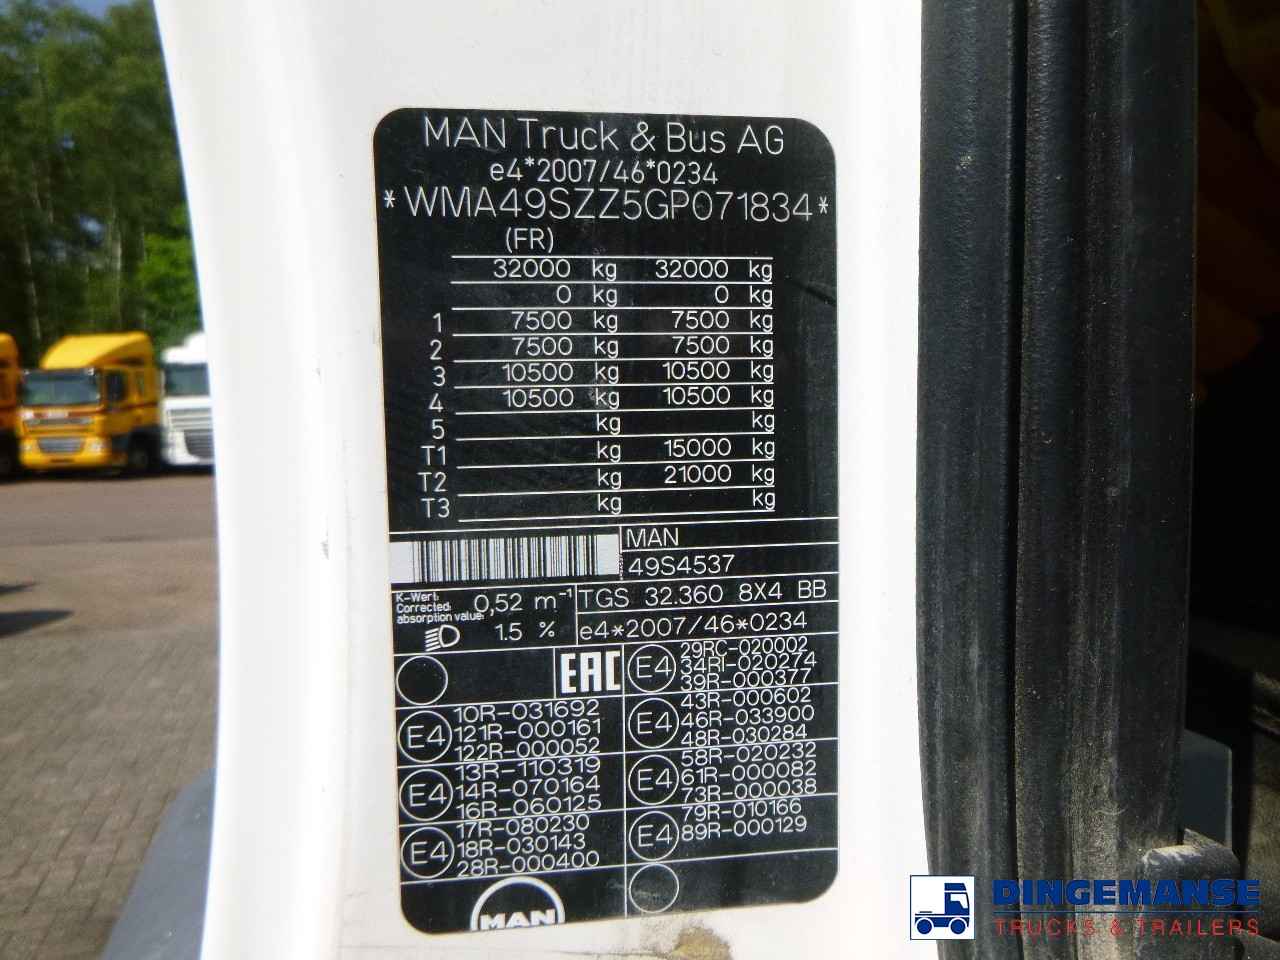 MAN Truck & Bus AG
e4*2007/46*0234
*WMA49SZZ5GP071834*
(FR)
32000 kg 32000 kg
0 kg 0 kg
1 7500 kg 7500 kg
2 7500 kg 7500 kg
3 10500 kg 10500 kg
4 10500 kg 10500 kg
5 kg kg
T1 kg 15000 kg
T2 kg 21000 kg
T3 kg kg
MAN
49S4537
K-Wert:
Corrected
absorption value: 0,52 m⁻¹
1.5 %
TGS 32.360 8X4 BB
e4*2007/46*0234
EAC
E4
29RC-020002
34RI-020274
39R-000377
E4
10R-031692
121R-000161
122R-000052
E4
43R-000602
46R-033900
48R-030284
E4
13R-110319
14R-070164
16R-060125
E4
58R-020232
61R-000082
73R-000038
E4
17R-080230
18R-030143
28R-000400
E4
79R-010166
89R-000129
MAN
DINGEMANSE
TRUCKS & TRAILERS